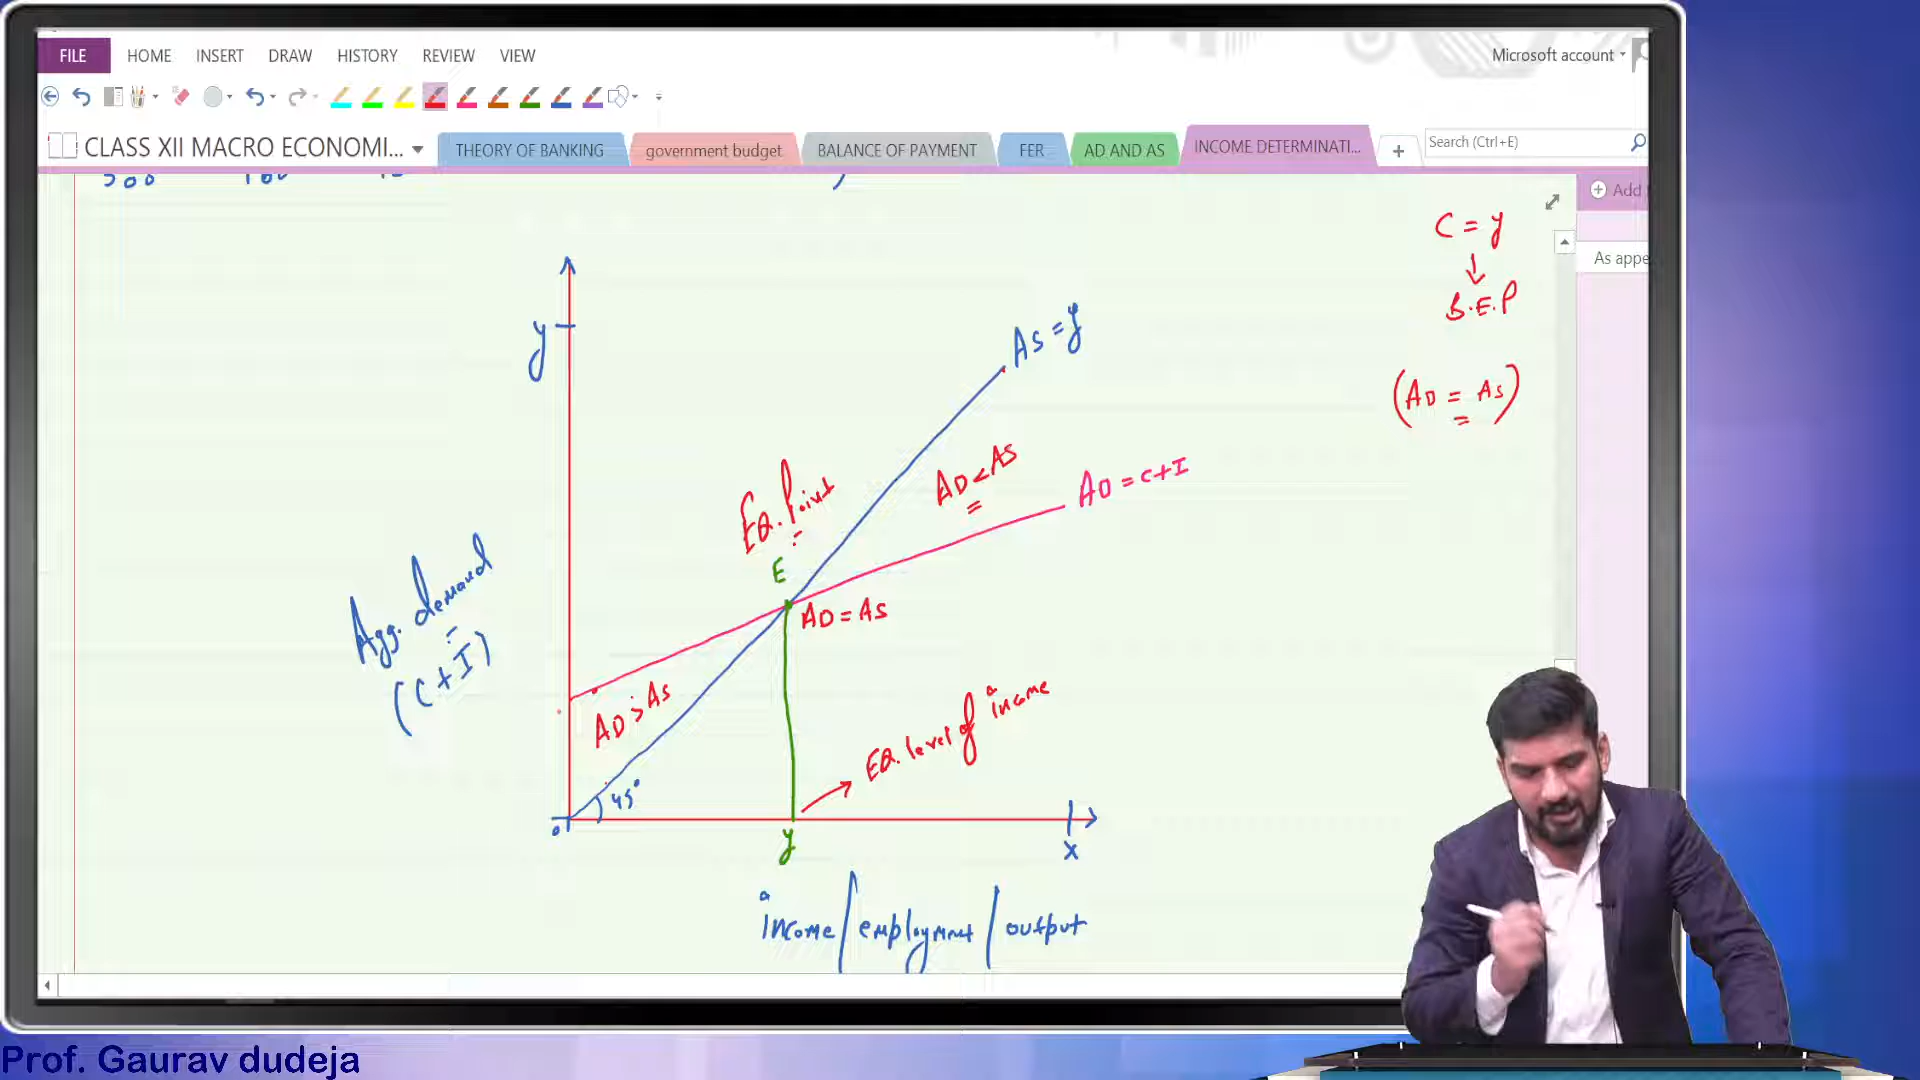 FILE HOME INSERT DRAW HISTORY REVIEW VIEW Microsoft account
CLASS XII MACRO ECONOMI... THEORY OF BANKING government budget BALANCE OF PAYMENT FER AD AND AS INCOME DETERMINATI... + Search (Ctrl+E)
Add
As appe
C = y
B.E.P
(AD = AS)
y
AS = y
AD < AS
AD = C+I
EQ. Point
E
AD = AS
Agg. demand
(C+I)
AD > AS
EQ. level of income
45°
o
y
x
income/employment/output
Prof. Gaurav dudeja